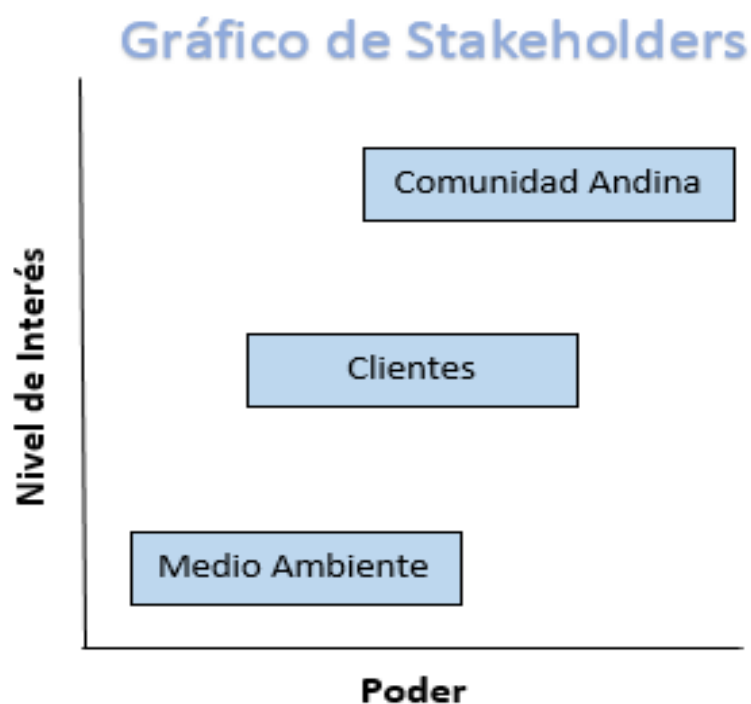 Gráfico de Stakeholders
Comunidad Andina
Nivel de Interés
Clientes
Medio Ambiente
Poder